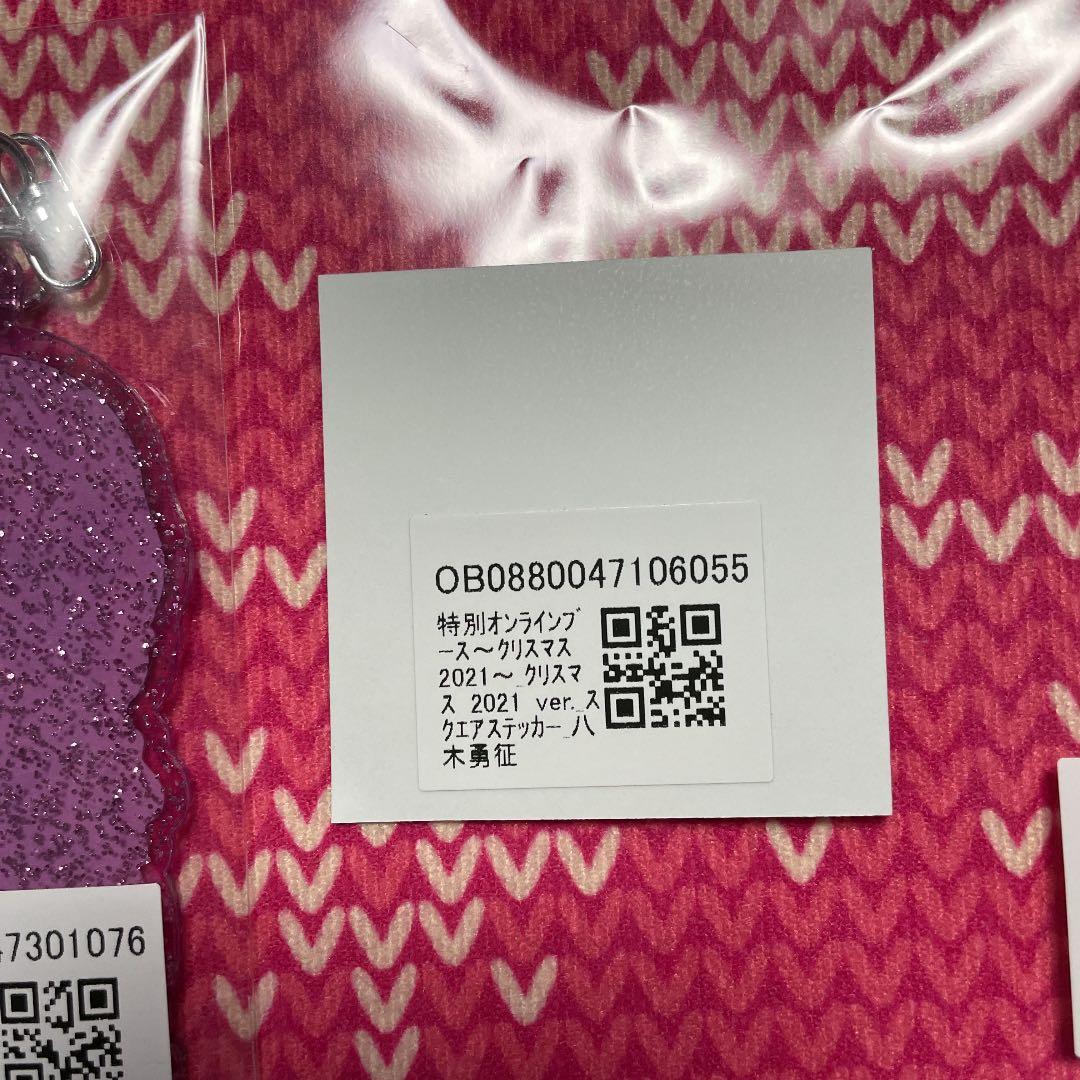 OB0880047106055
特別オンラインブ
ース～クリスマス
2021～_クリスマ
ス 2021 ver._ス
クエアステッカー_八
木勇征
47301076